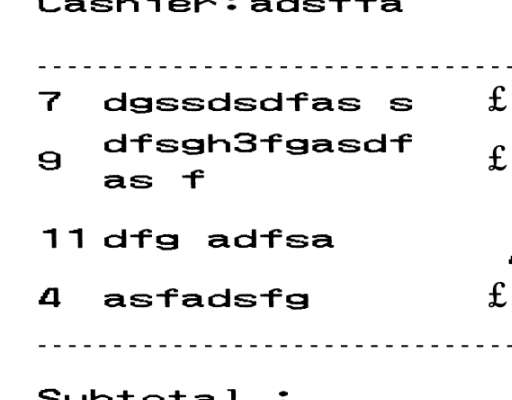 Cashier:adsffa
7 dgssdsdfas s £
9 dfsgh3fgasdf £
as f
11 dfg adfsa
4 asfadsfg £
Subtotal :